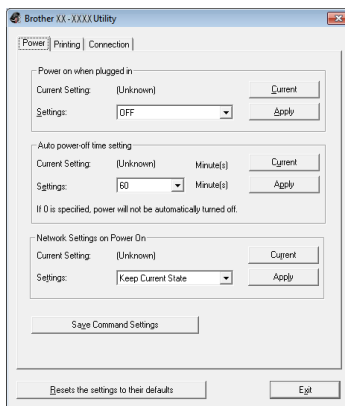 Brother XX-XXXX Utility
Power Printing Connection
Power on when plugged in
Current Setting: (Unknown) Current
Settings: OFF Apply
Auto power-off time setting
Current Setting: (Unknown) Minute(s) Current
Settings: 60 Minute(s) Apply
If 0 is specified, power will not be automatically turned off.
Network Settings on Power On
Current Setting: (Unknown) Current
Settings: Keep Current State Apply
Save Command Settings
Resets the settings to their defaults Exit